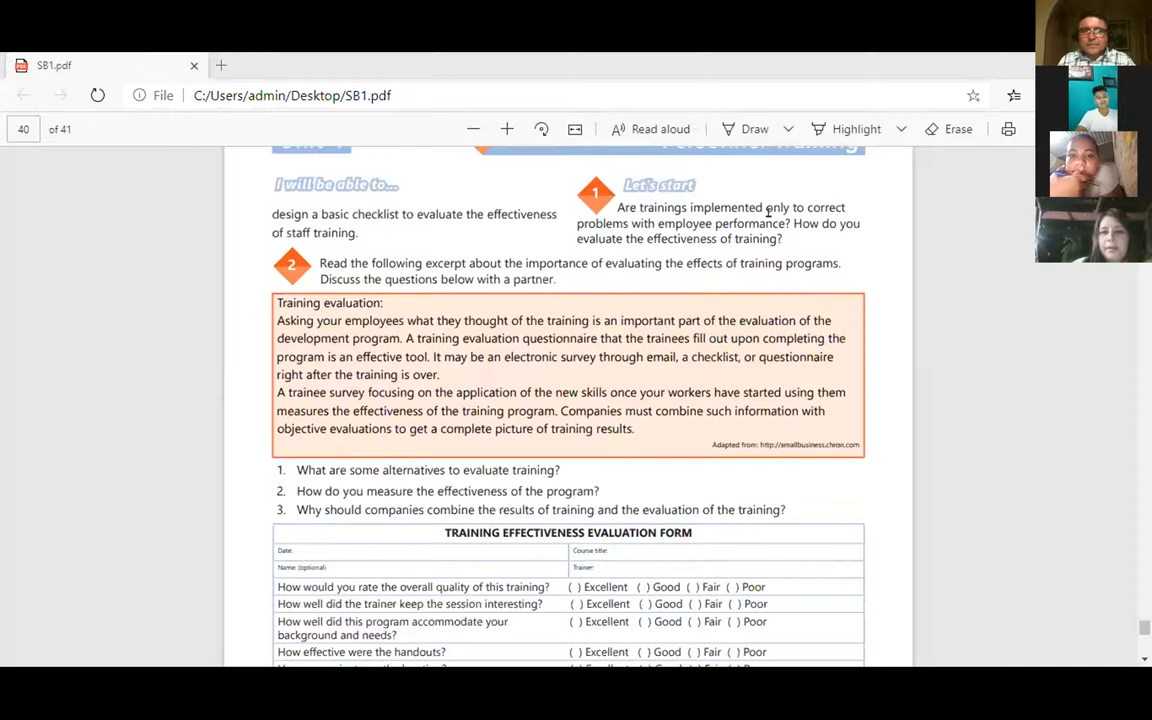 SB1.pdf
File
C:/Users/admin/Desktop/SB1.pdf
40
of 41
Read aloud
Draw
Highlight
Erase
Personnel Training
I will be able to...
design a basic checklist to evaluate the effectiveness
of staff training.
1
Let's start
Are trainings implemented only to correct
problems with employee performance? How do you
evaluate the effectiveness of training?
2
Read the following excerpt about the importance of evaluating the effects of training programs.
Discuss the questions below with a partner.
Training evaluation:
Asking your employees what they thought of the training is an important part of the evaluation of the
development program. A training evaluation questionnaire that the trainees fill out upon completing the
program is an effective tool. It may be an electronic survey through email, a checklist, or questionnaire
right after the training is over.
A trainee survey focusing on the application of the new skills once your workers have started using them
measures the effectiveness of the training program. Companies must combine such information with
objective evaluations to get a complete picture of training results.
Adapted from: http://smallbusiness.chron.com
1. What are some alternatives to evaluate training?
2. How do you measure the effectiveness of the program?
3. Why should companies combine the results of training and the evaluation of the training?
TRAINING EFFECTIVENESS EVALUATION FORM
Date: Course title:
Name: (optional) Trainer:
How would you rate the overall quality of this training? ( ) Excellent ( ) Good ( ) Fair ( ) Poor
How well did the trainer keep the session interesting? ( ) Excellent ( ) Good ( ) Fair ( ) Poor
How well did this program accommodate your ( ) Excellent ( ) Good ( ) Fair ( ) Poor
background and needs?
How effective were the handouts? ( ) Excellent ( ) Good ( ) Fair ( ) Poor